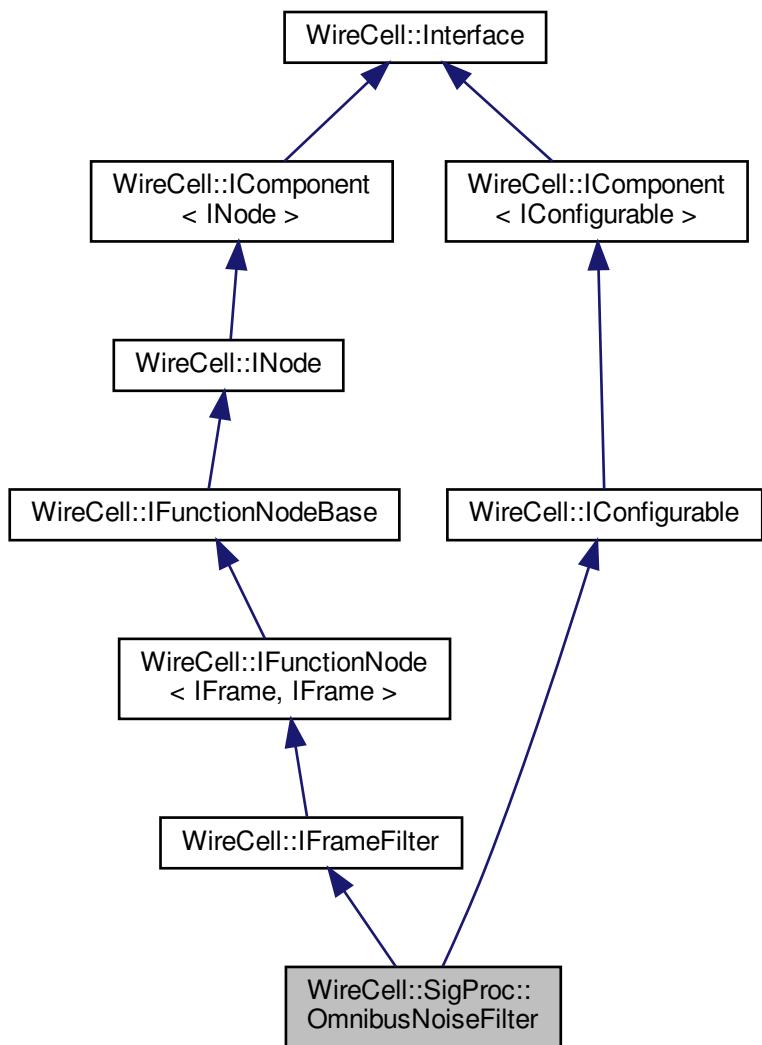 WireCell::Interface
WireCell::IComponent
< INode >
WireCell::IComponent
< IConfigurable >
WireCell::INode
WireCell::IFunctionNodeBase
WireCell::IConfigurable
WireCell::IFunctionNode
< IFrame, IFrame >
WireCell::IFrameFilter
WireCell::SigProc::
OmnibusNoiseFilter